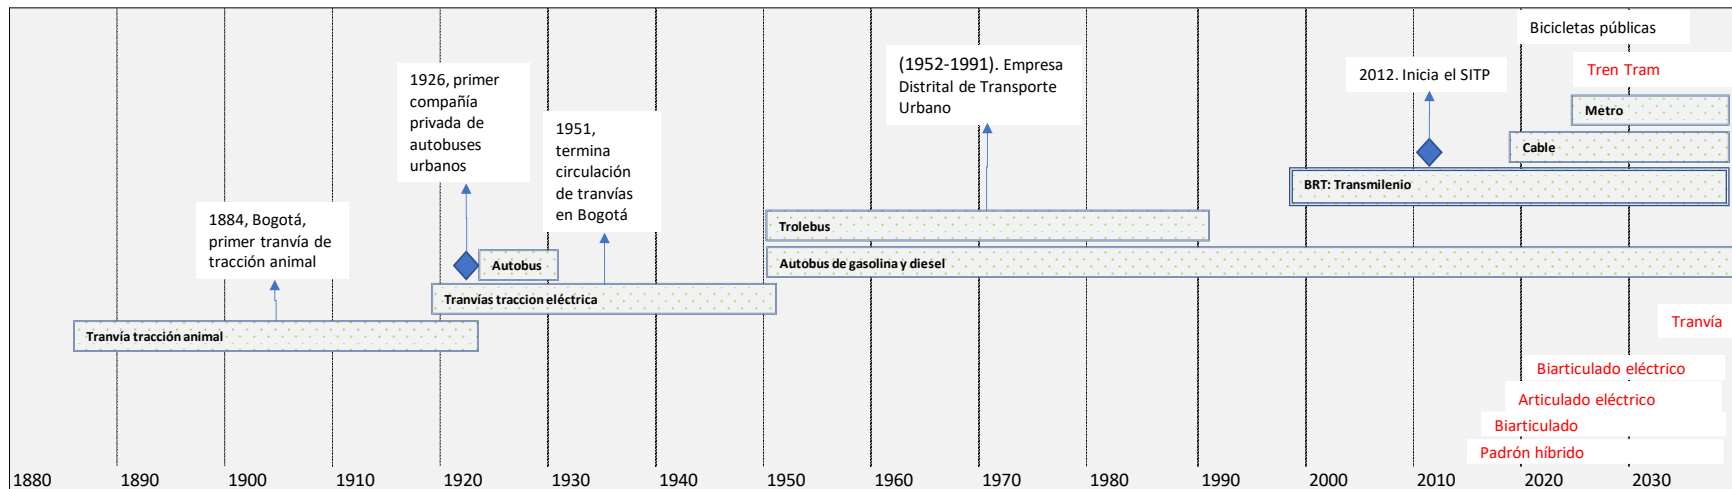 Bicicletas públicas
Tren Tram
(1952-1991). Empresa
Distrital de Transporte
Urbano
2012. Inicia el SITP
1926, primer
compañía
privada de
autobuses
urbanos
Metro
1951,
termina
circulación
de tranvías
en Bogotá
Cable
BRT: Transmilenio
1884, Bogotá,
primer tranvía de
tracción animal
Trolebus
Autobus
Autobus de gasolina y diesel
Tranvías traccion eléctrica
Tranvía tracción animal
Tranvía
Biarticulado eléctrico
Articulado eléctrico
Biarticulado
Padrón híbrido
1880 1890 1900 1910 1920 1930 1940 1950 1960 1970 1980 1990 2000 2010 2020 2030